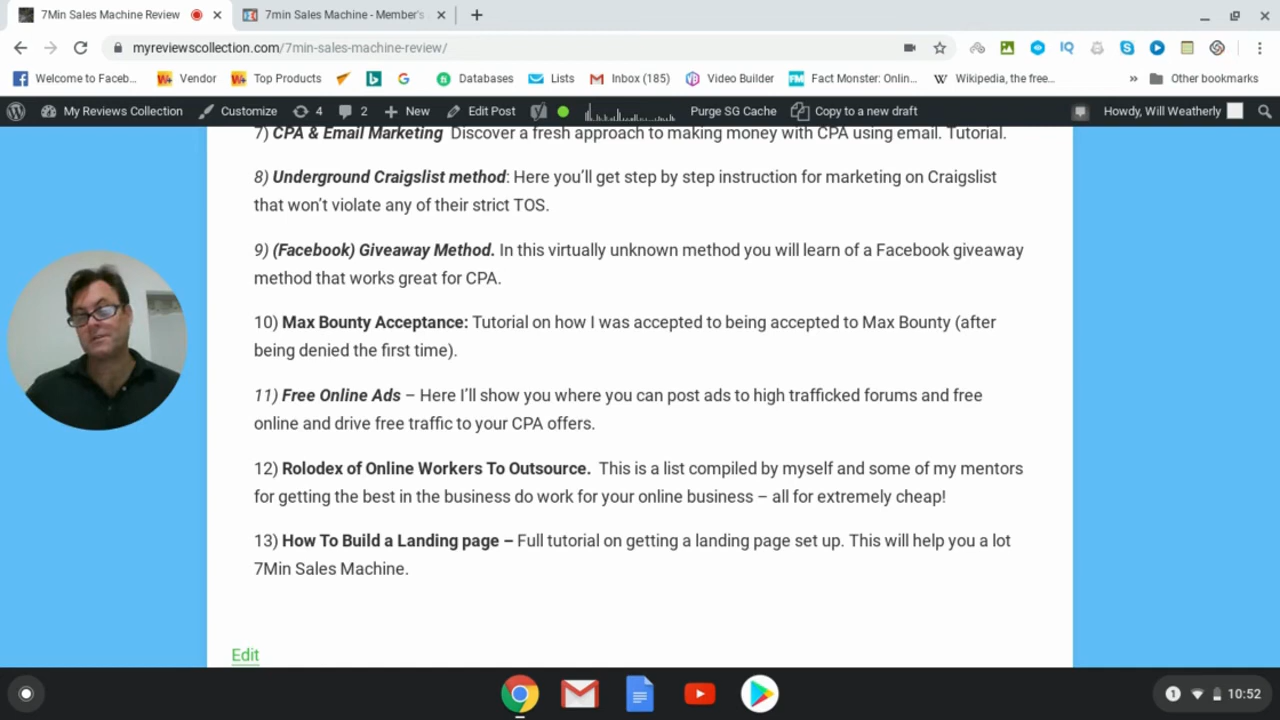 7Min Sales Machine Review
7min Sales Machine - Member's
myreviewscollection.com/7min-sales-machine-review/
Welcome to Faceb...
Vendor
Top Products
Databases
Lists
Inbox (185)
Video Builder
Fact Monster: Onlin...
Wikipedia, the free...
Other bookmarks
My Reviews Collection
Customize
4
2
New
Edit Post
Purge SG Cache
Copy to a new draft
Howdy, Will Weatherly
7) CPA & Email Marketing Discover a fresh approach to making money with CPA using email. Tutorial.
8) Underground Craigslist method: Here you’ll get step by step instruction for marketing on Craigslist
that won’t violate any of their strict TOS.
9) (Facebook) Giveaway Method. In this virtually unknown method you will learn of a Facebook giveaway
method that works great for CPA.
10) Max Bounty Acceptance: Tutorial on how I was accepted to being accepted to Max Bounty (after
being denied the first time).
11) Free Online Ads – Here I’ll show you where you can post ads to high trafficked forums and free
online and drive free traffic to your CPA offers.
12) Rolodex of Online Workers To Outsource. This is a list compiled by myself and some of my mentors
for getting the best in the business do work for your online business – all for extremely cheap!
13) How To Build a Landing page – Full tutorial on getting a landing page set up. This will help you a lot
7Min Sales Machine.
Edit
1
10:52